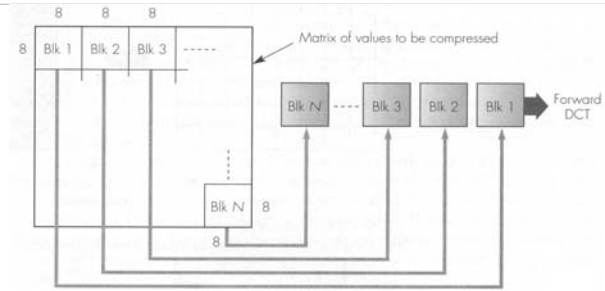 8 8 8
8 Blk 1 Blk 2 Blk 3
Matrix of values to be compressed
Blk N Blk 3 Blk 2 Blk 1 Forward
DCT
Blk N 8
8